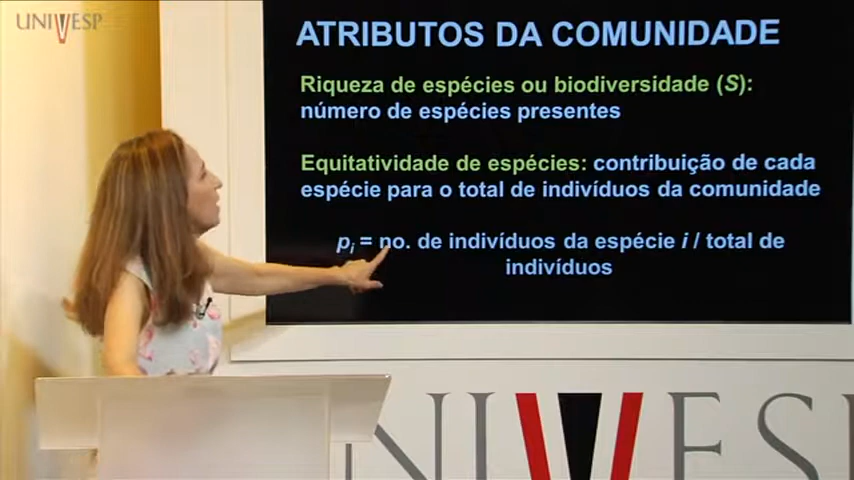 UNIVESP
ATRIBUTOS DA COMUNIDADE
Riqueza de espécies ou biodiversidade (S):
número de espécies presentes
Equitatividade de espécies: contribuição de cada
espécie para o total de indivíduos da comunidade
pi = no. de indivíduos da espécie i / total de
indivíduos
UNIVESP